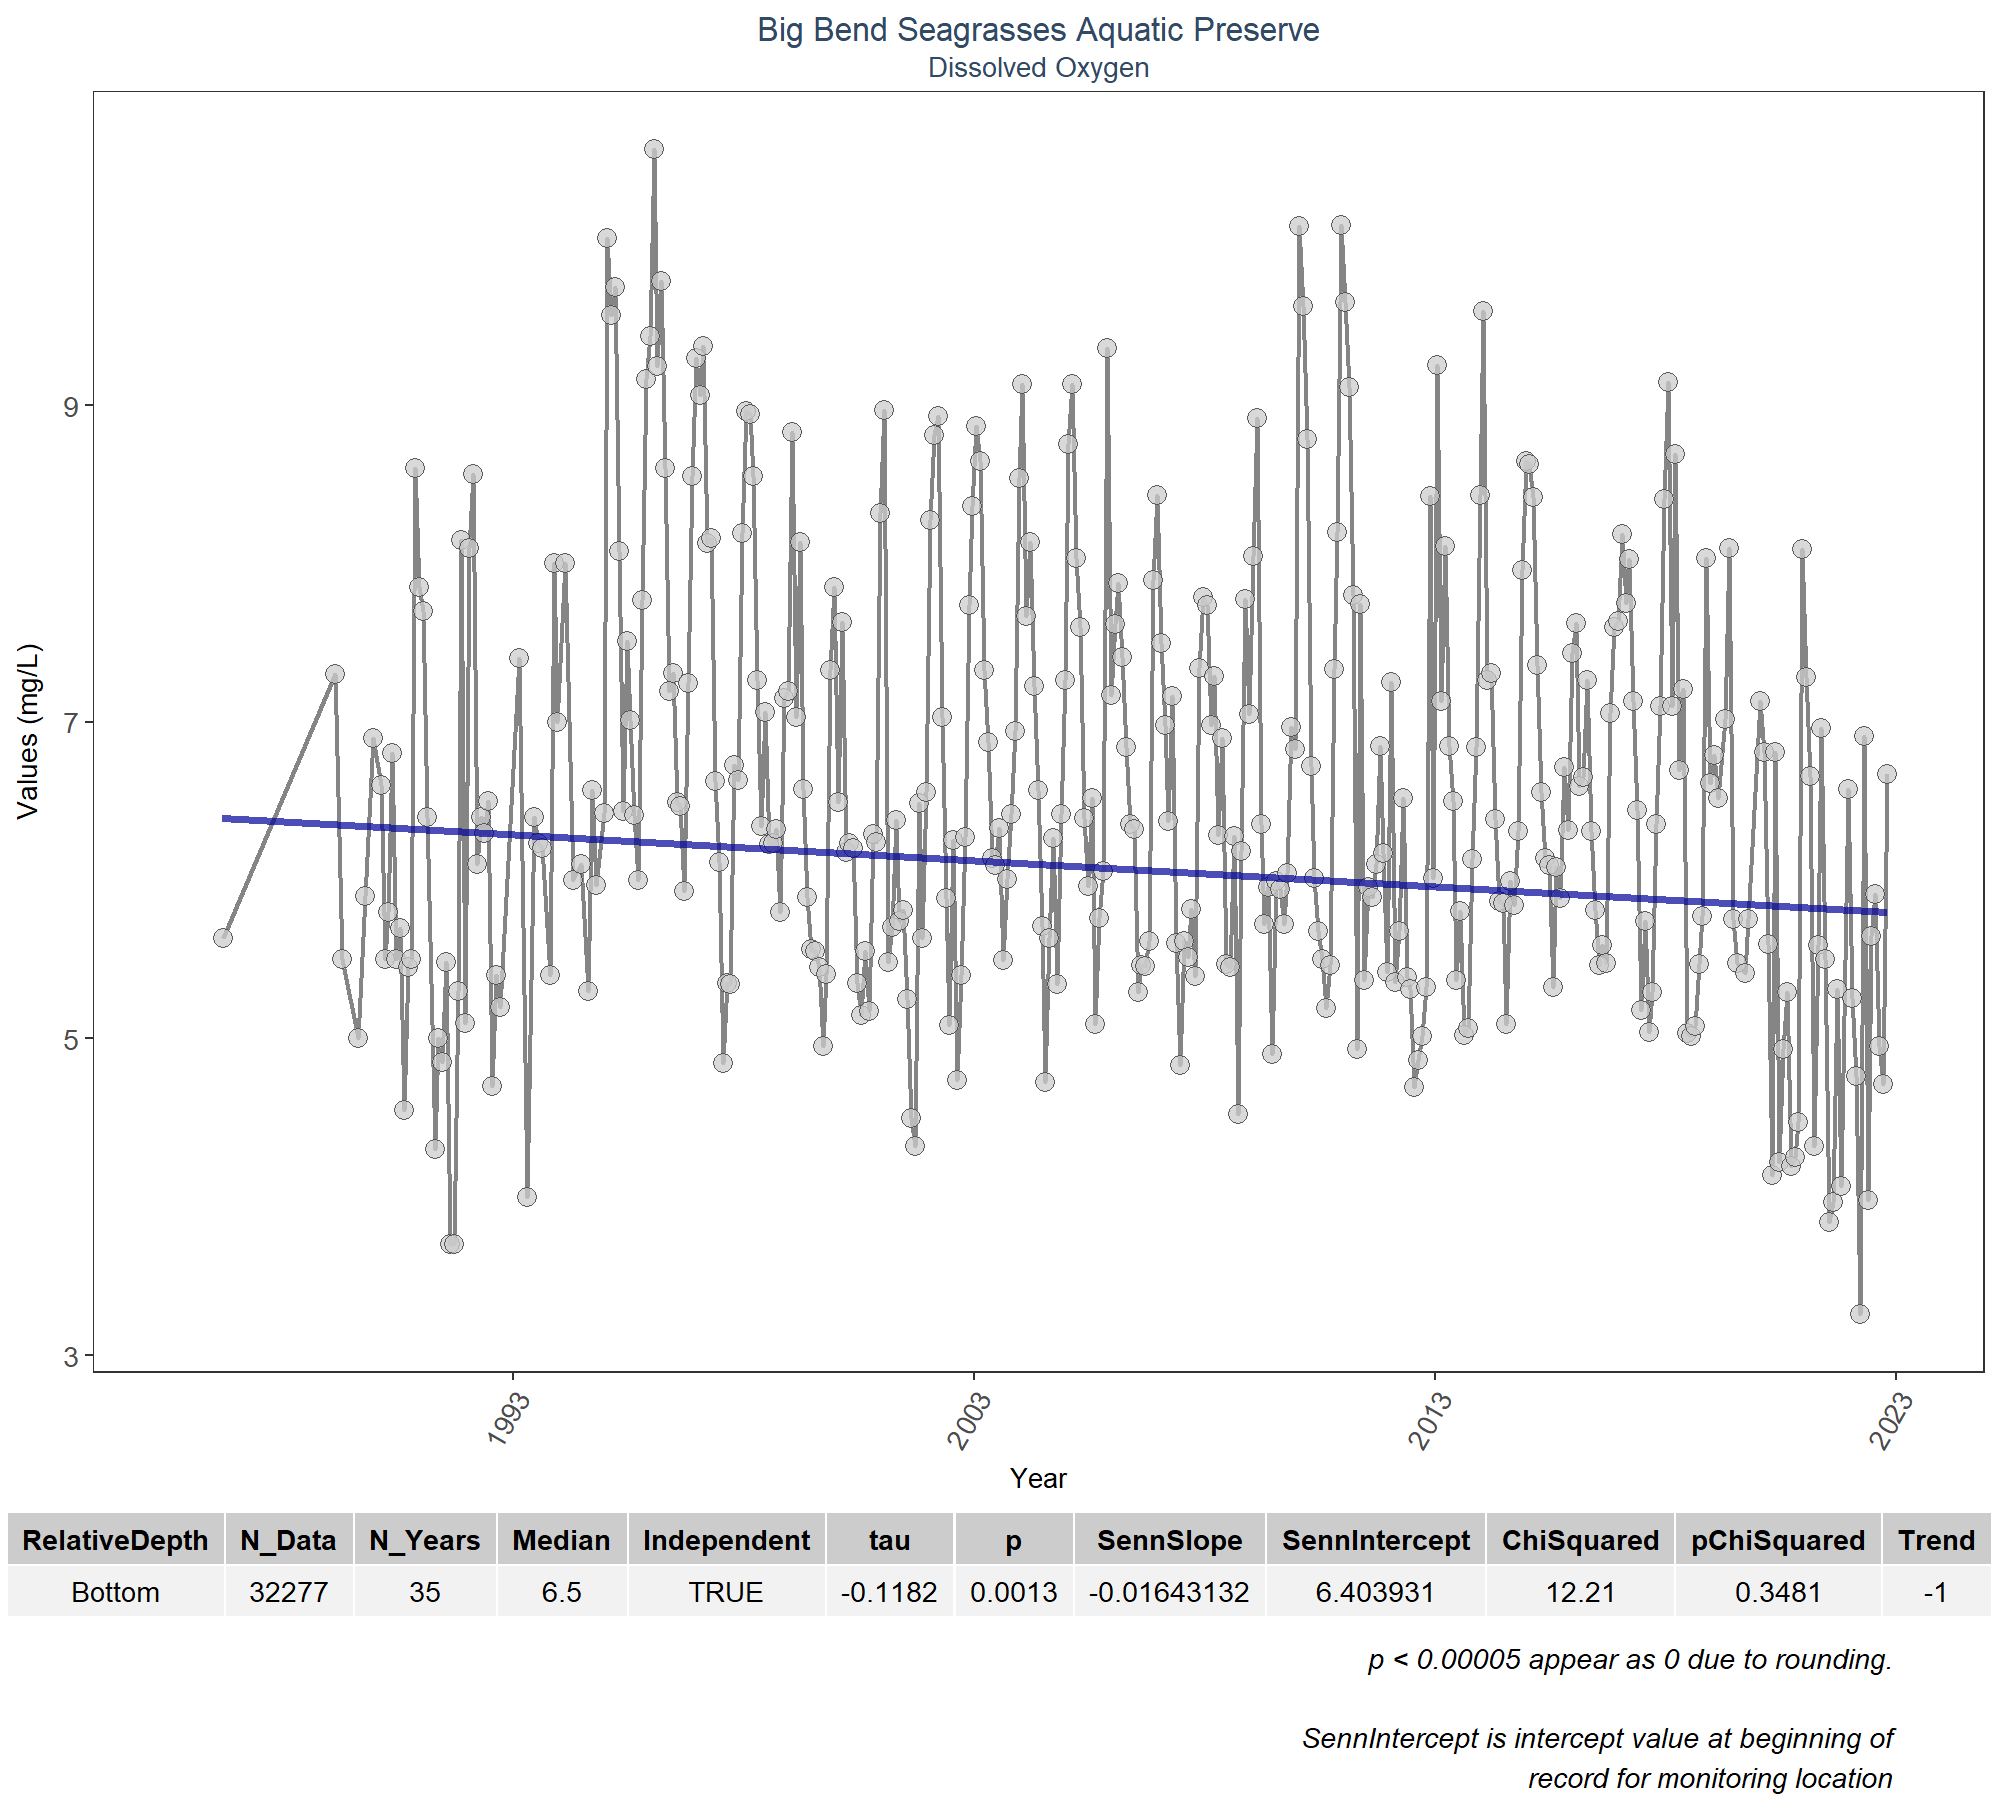 Big Bend Seagrasses Aquatic Preserve
Dissolved Oxygen
Values (mg/L)
9
7
5
3
1993 2003 2013 2023
Year
RelativeDepth N_Data N_Years Median Independent tau p SennSlope SennIntercept ChiSquared pChiSquared Trend
Bottom 32277 35 6.5 TRUE -0.1182 0.0013 -0.01643132 6.403931 12.21 0.3481 -1
p < 0.00005 appear as 0 due to rounding.
SennIntercept is intercept value at beginning of
record for monitoring location